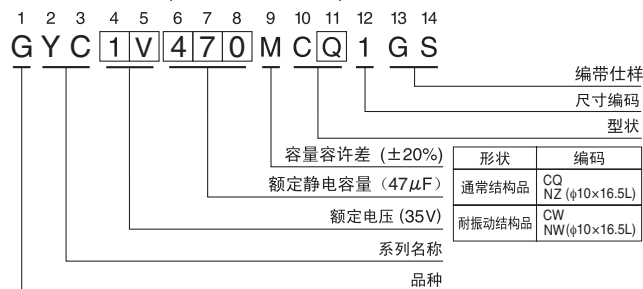 1 2 3 4 5 6 7 8 9 10 11 12 13 14
G Y C 1 V 4 7 0 M C Q 1 G S
编带仕样
尺寸编码
型状
容量容许差 (±20%)
额定静电容量（47μF）
额定电压 (35V)
系列名称
品种
形状 编码
通常结构品 CQ
NZ (φ10×16.5L)
耐振动结构品 CW
NW(φ10×16.5L)